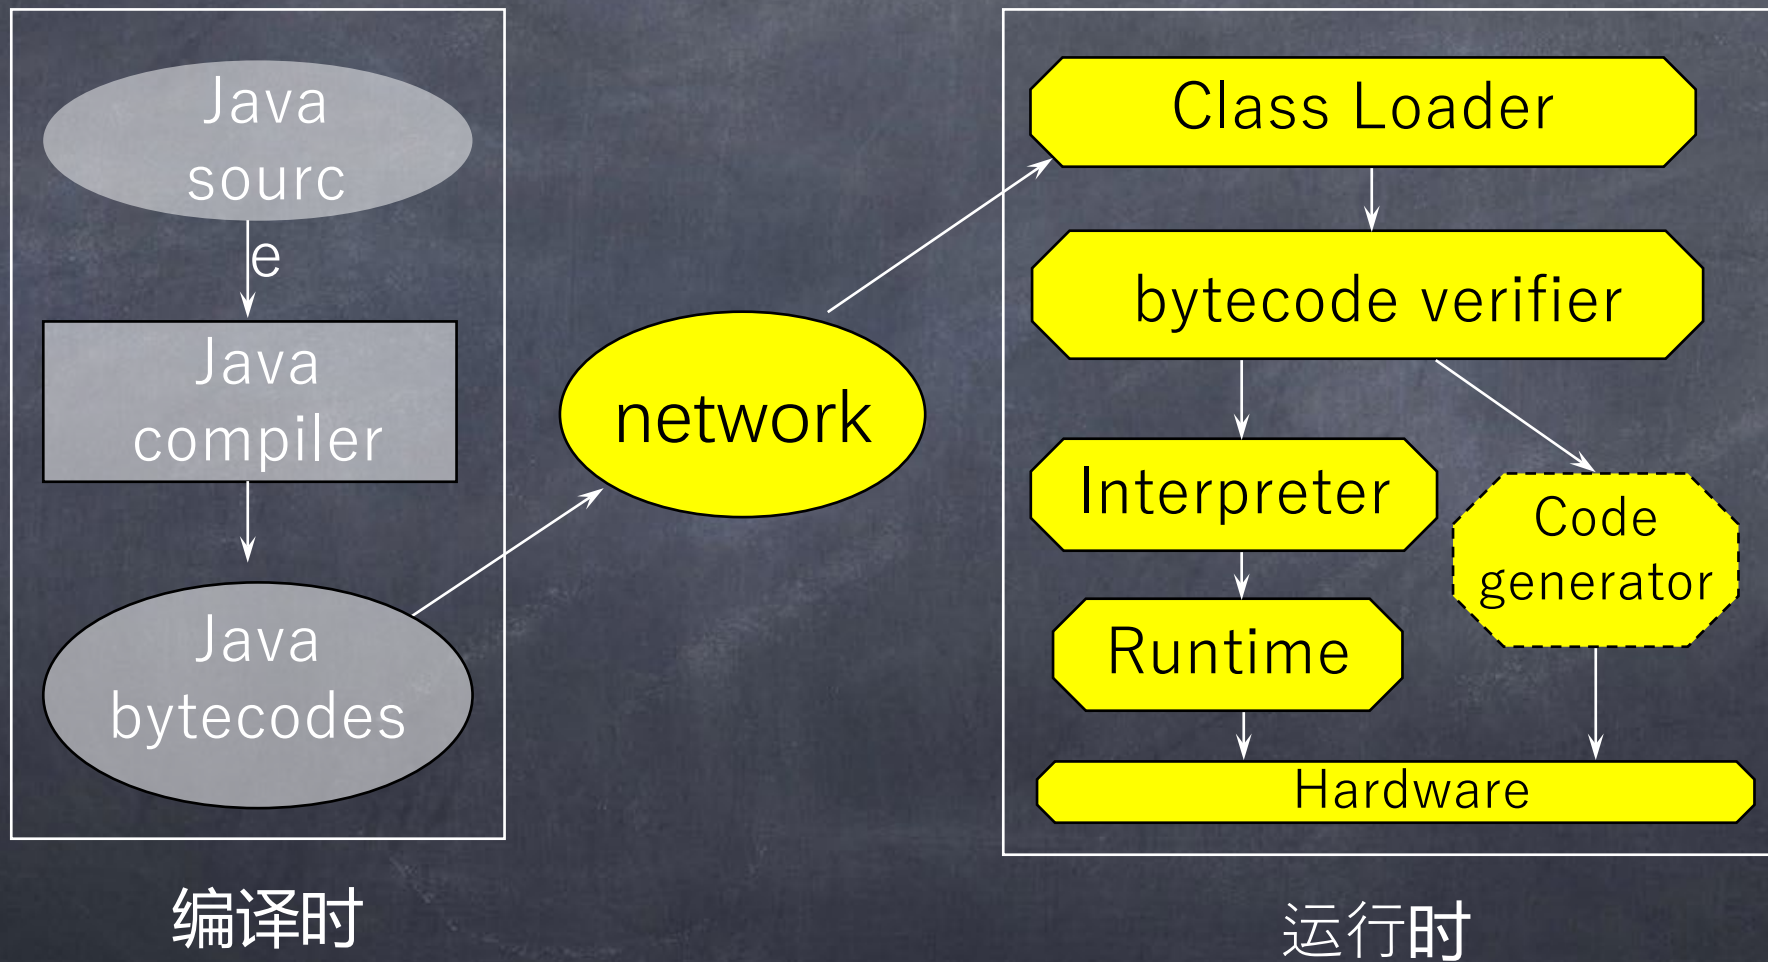 Java
sourc
e
Java
compiler
Java
bytecodes
编译时
network
Class Loader
bytecode verifier
Interpreter
Code
generator
Runtime
Hardware
运行时